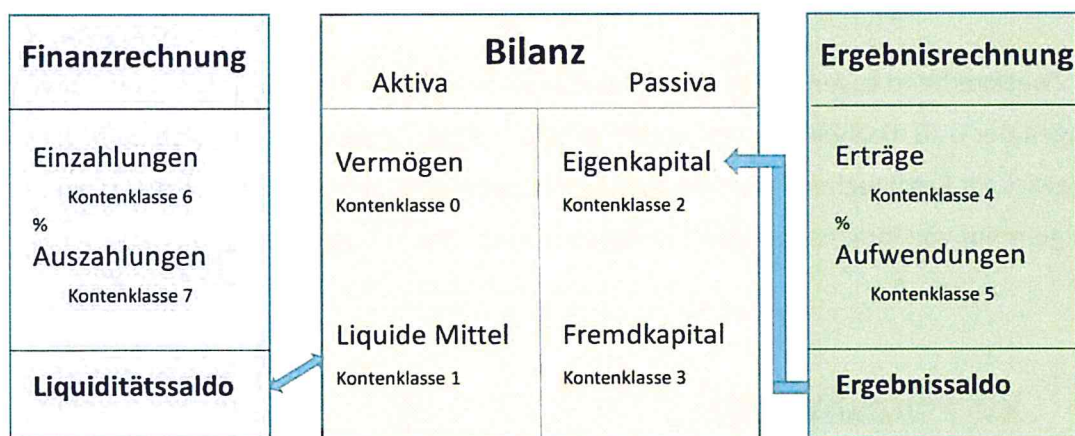 Finanzrechnung
Einzahlungen
Kontenklasse 6
%
Auszahlungen
Kontenklasse 7
Liquiditätssaldo
Bilanz
Aktiva Passiva
Vermögen Eigenkapital
Kontenklasse 0 Kontenklasse 2
Liquide Mittel Fremdkapital
Kontenklasse 1 Kontenklasse 3
Ergebnisrechnung
Erträge
Kontenklasse 4
%
Aufwendungen
Kontenklasse 5
Ergebnissaldo